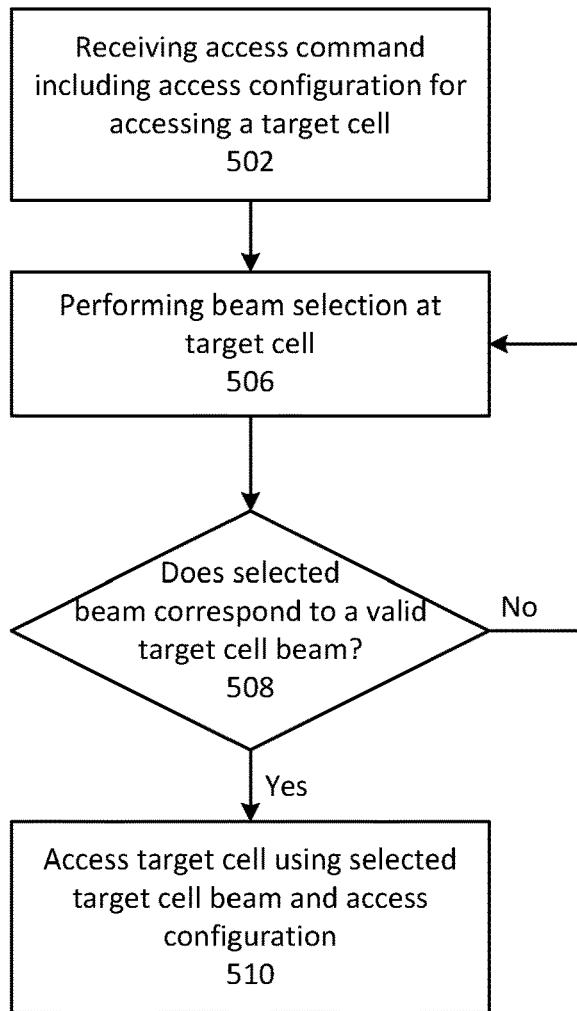 Receiving access command
including access configuration for
accessing a target cell
502
Performing beam selection at
target cell
506
Does selected
beam correspond to a valid
target cell beam?
508
No
Yes
Access target cell using selected
target cell beam and access
configuration
510